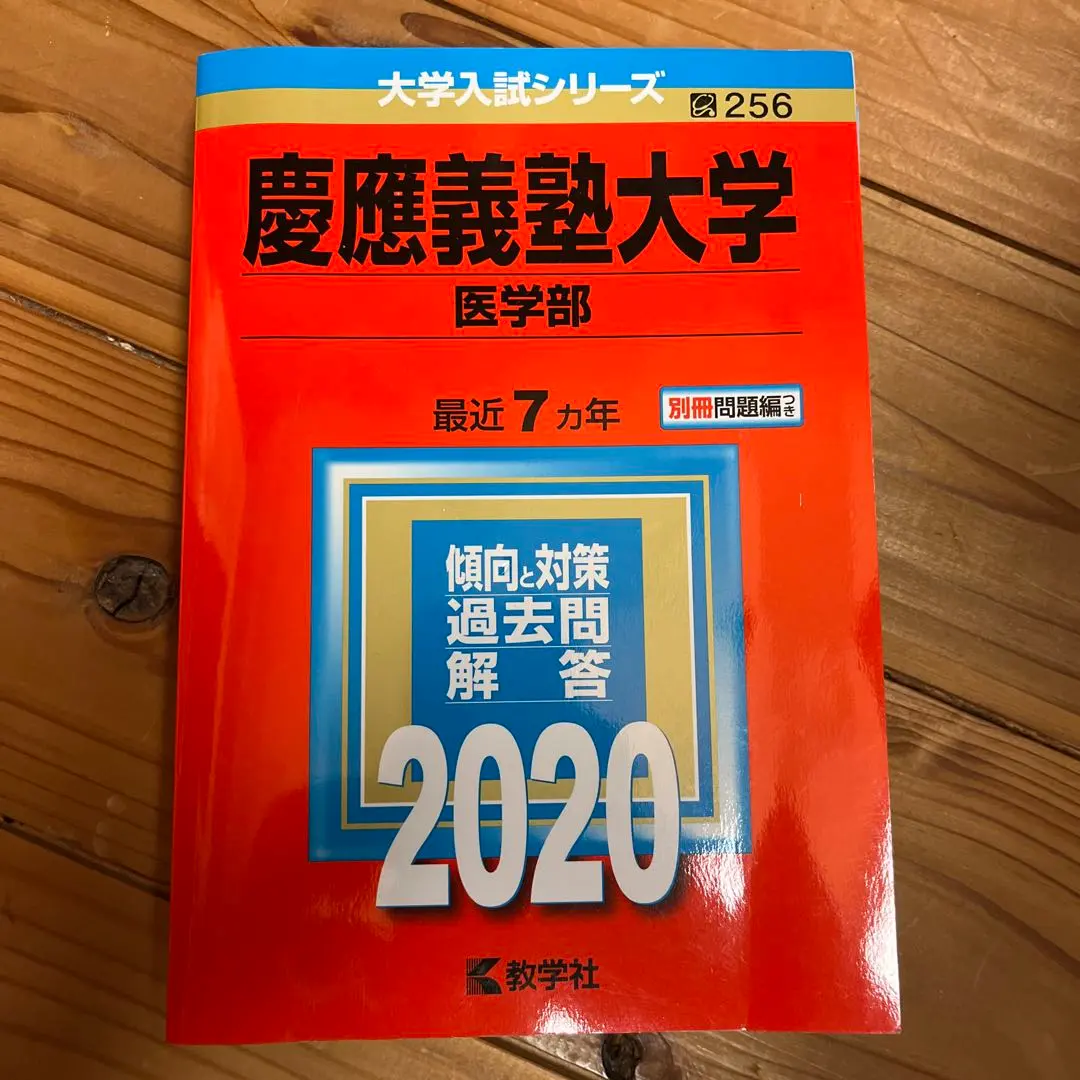 大学入試シリーズ
256
慶應義塾大学
医学部
最近7カ年
別冊問題編つき
傾向と対策
過去問
解答
2020
教学社